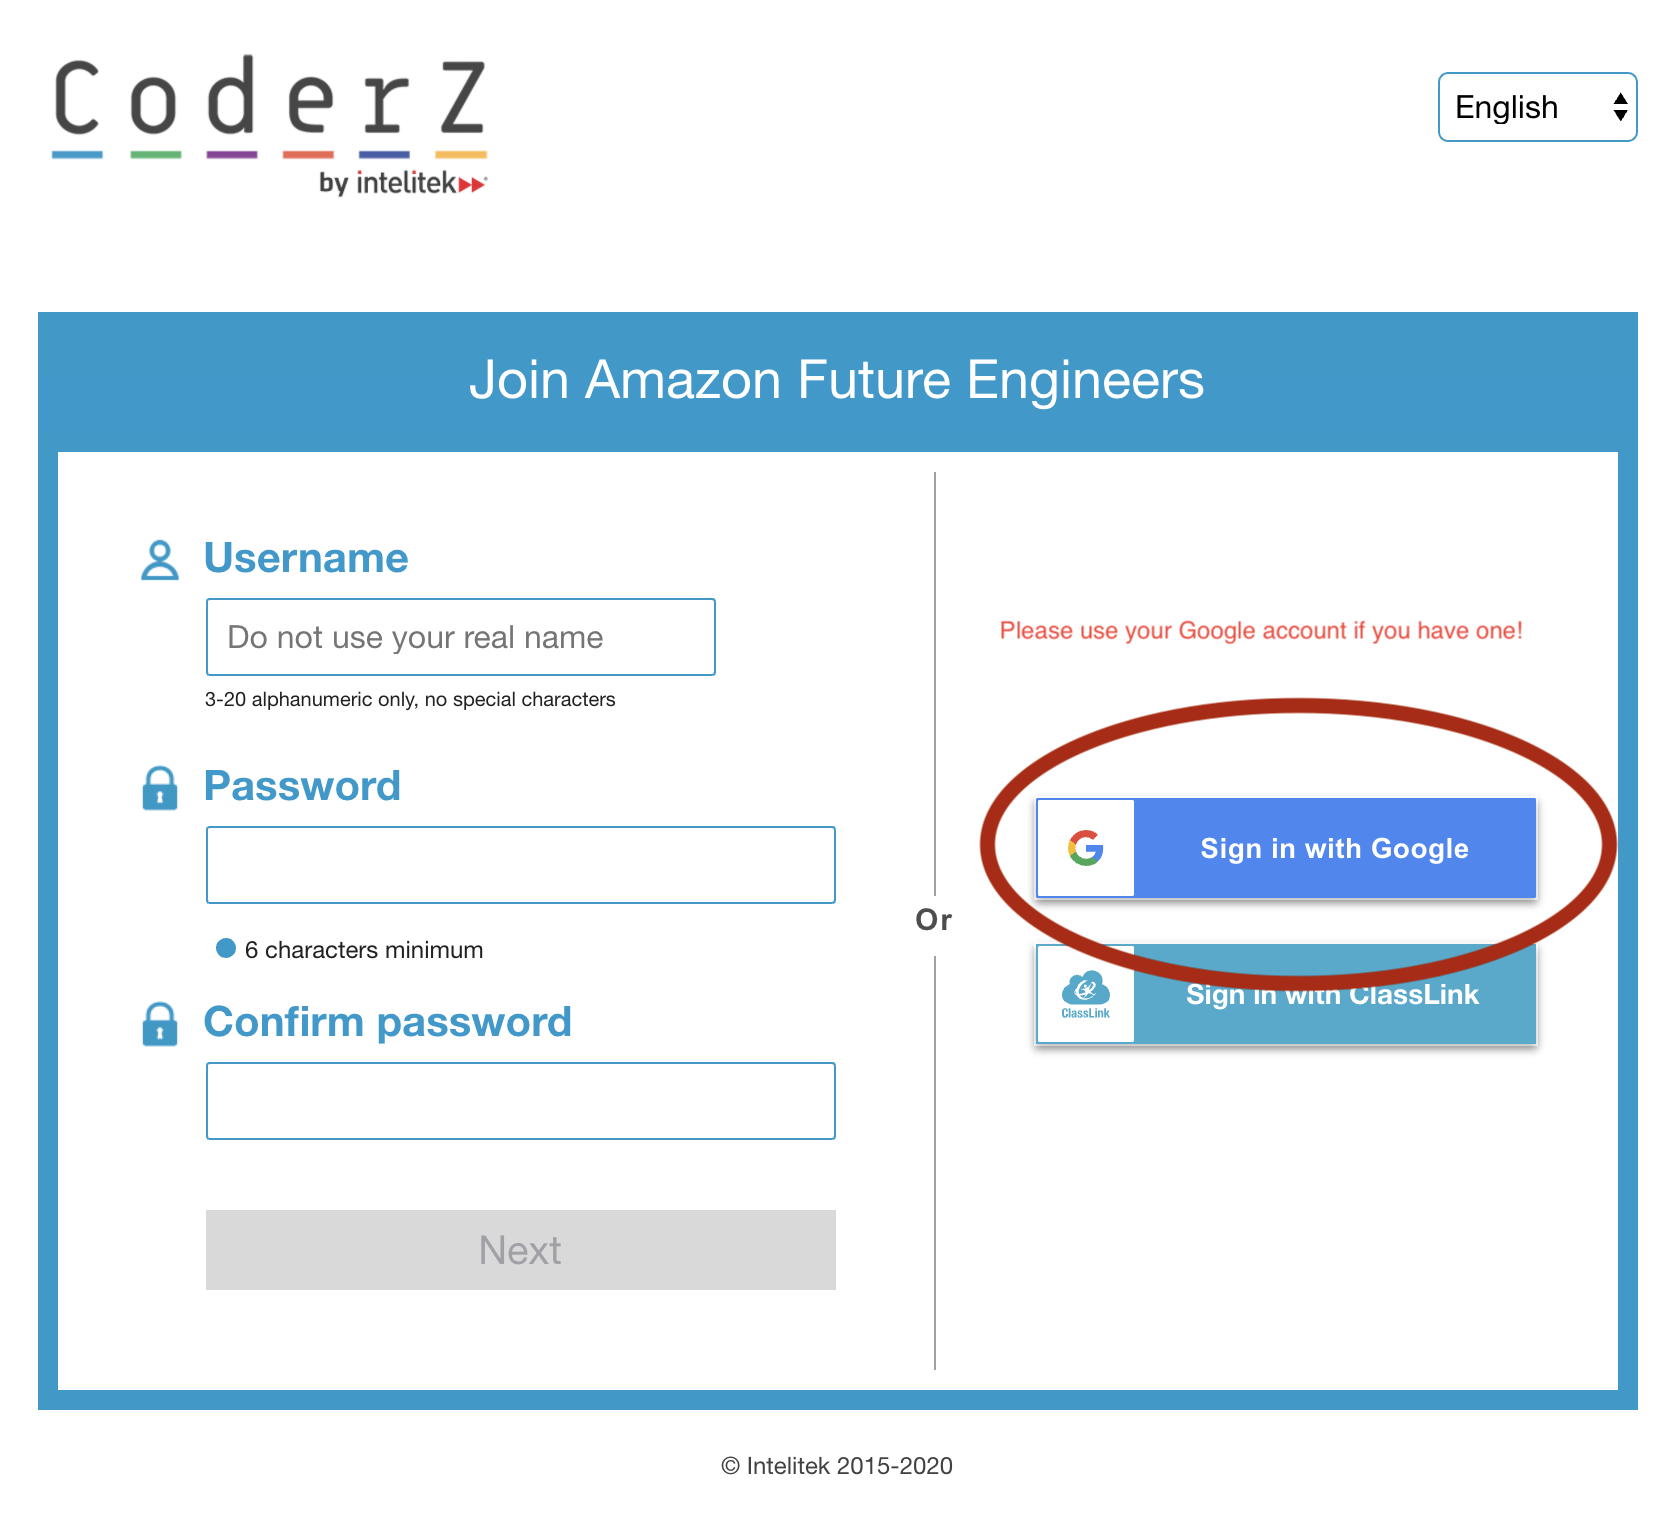 CoderZ
by intelitek
English
Join Amazon Future Engineers
Username
Do not use your real name
3-20 alphanumeric only, no special characters
Password
6 characters minimum
Confirm password
Next
Or
Please use your Google account if you have one!
Sign in with Google
ClassLink
Sign in with ClassLink
© Intelitek 2015-2020